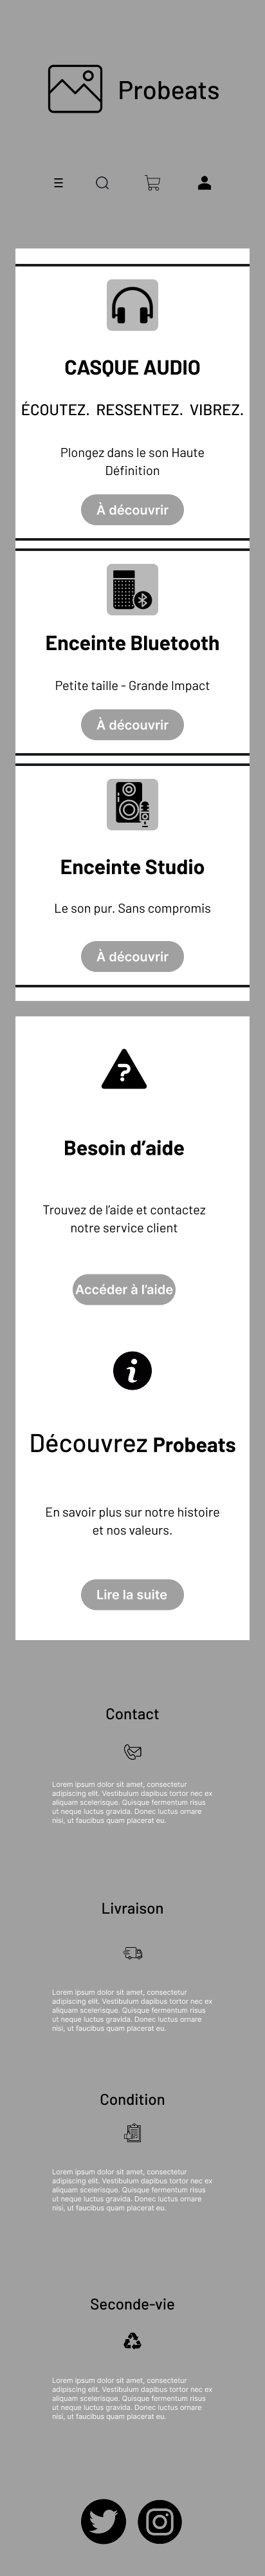 Probeats
CASQUE AUDIO
ÉCOUTEZ. RESSENTEZ. VIBREZ.
Plongez dans le son Haute
Définition
À découvrir
Enceinte Bluetooth
Petite taille - Grande Impact
À découvrir
Enceinte Studio
Le son pur. Sans compromis
À découvrir
Besoin d’aide
Trouvez de l’aide et contactez
notre service client
Accéder à l’aide
Découvrez Probeats
En savoir plus sur notre histoire
et nos valeurs.
Lire la suite
Contact
Lorem ipsum dolor sit amet, consectetur
adipiscing elit. Vestibulum dapibus tortor nec ex
aliquam scelerisque. Quisque fermentum risus
ut neque luctus gravida. Donec luctus ornare
nisi, ut faucibus quam placerat eu.
Livraison
Lorem ipsum dolor sit amet, consectetur
adipiscing elit. Vestibulum dapibus tortor nec ex
aliquam scelerisque. Quisque fermentum risus
ut neque luctus gravida. Donec luctus ornare
nisi, ut faucibus quam placerat eu.
Condition
Lorem ipsum dolor sit amet, consectetur
adipiscing elit. Vestibulum dapibus tortor nec ex
aliquam scelerisque. Quisque fermentum risus
ut neque luctus gravida. Donec luctus ornare
nisi, ut faucibus quam placerat eu.
Seconde-vie
Lorem ipsum dolor sit amet, consectetur
adipiscing elit. Vestibulum dapibus tortor nec ex
aliquam scelerisque. Quisque fermentum risus
ut neque luctus gravida. Donec luctus ornare
nisi, ut faucibus quam placerat eu.